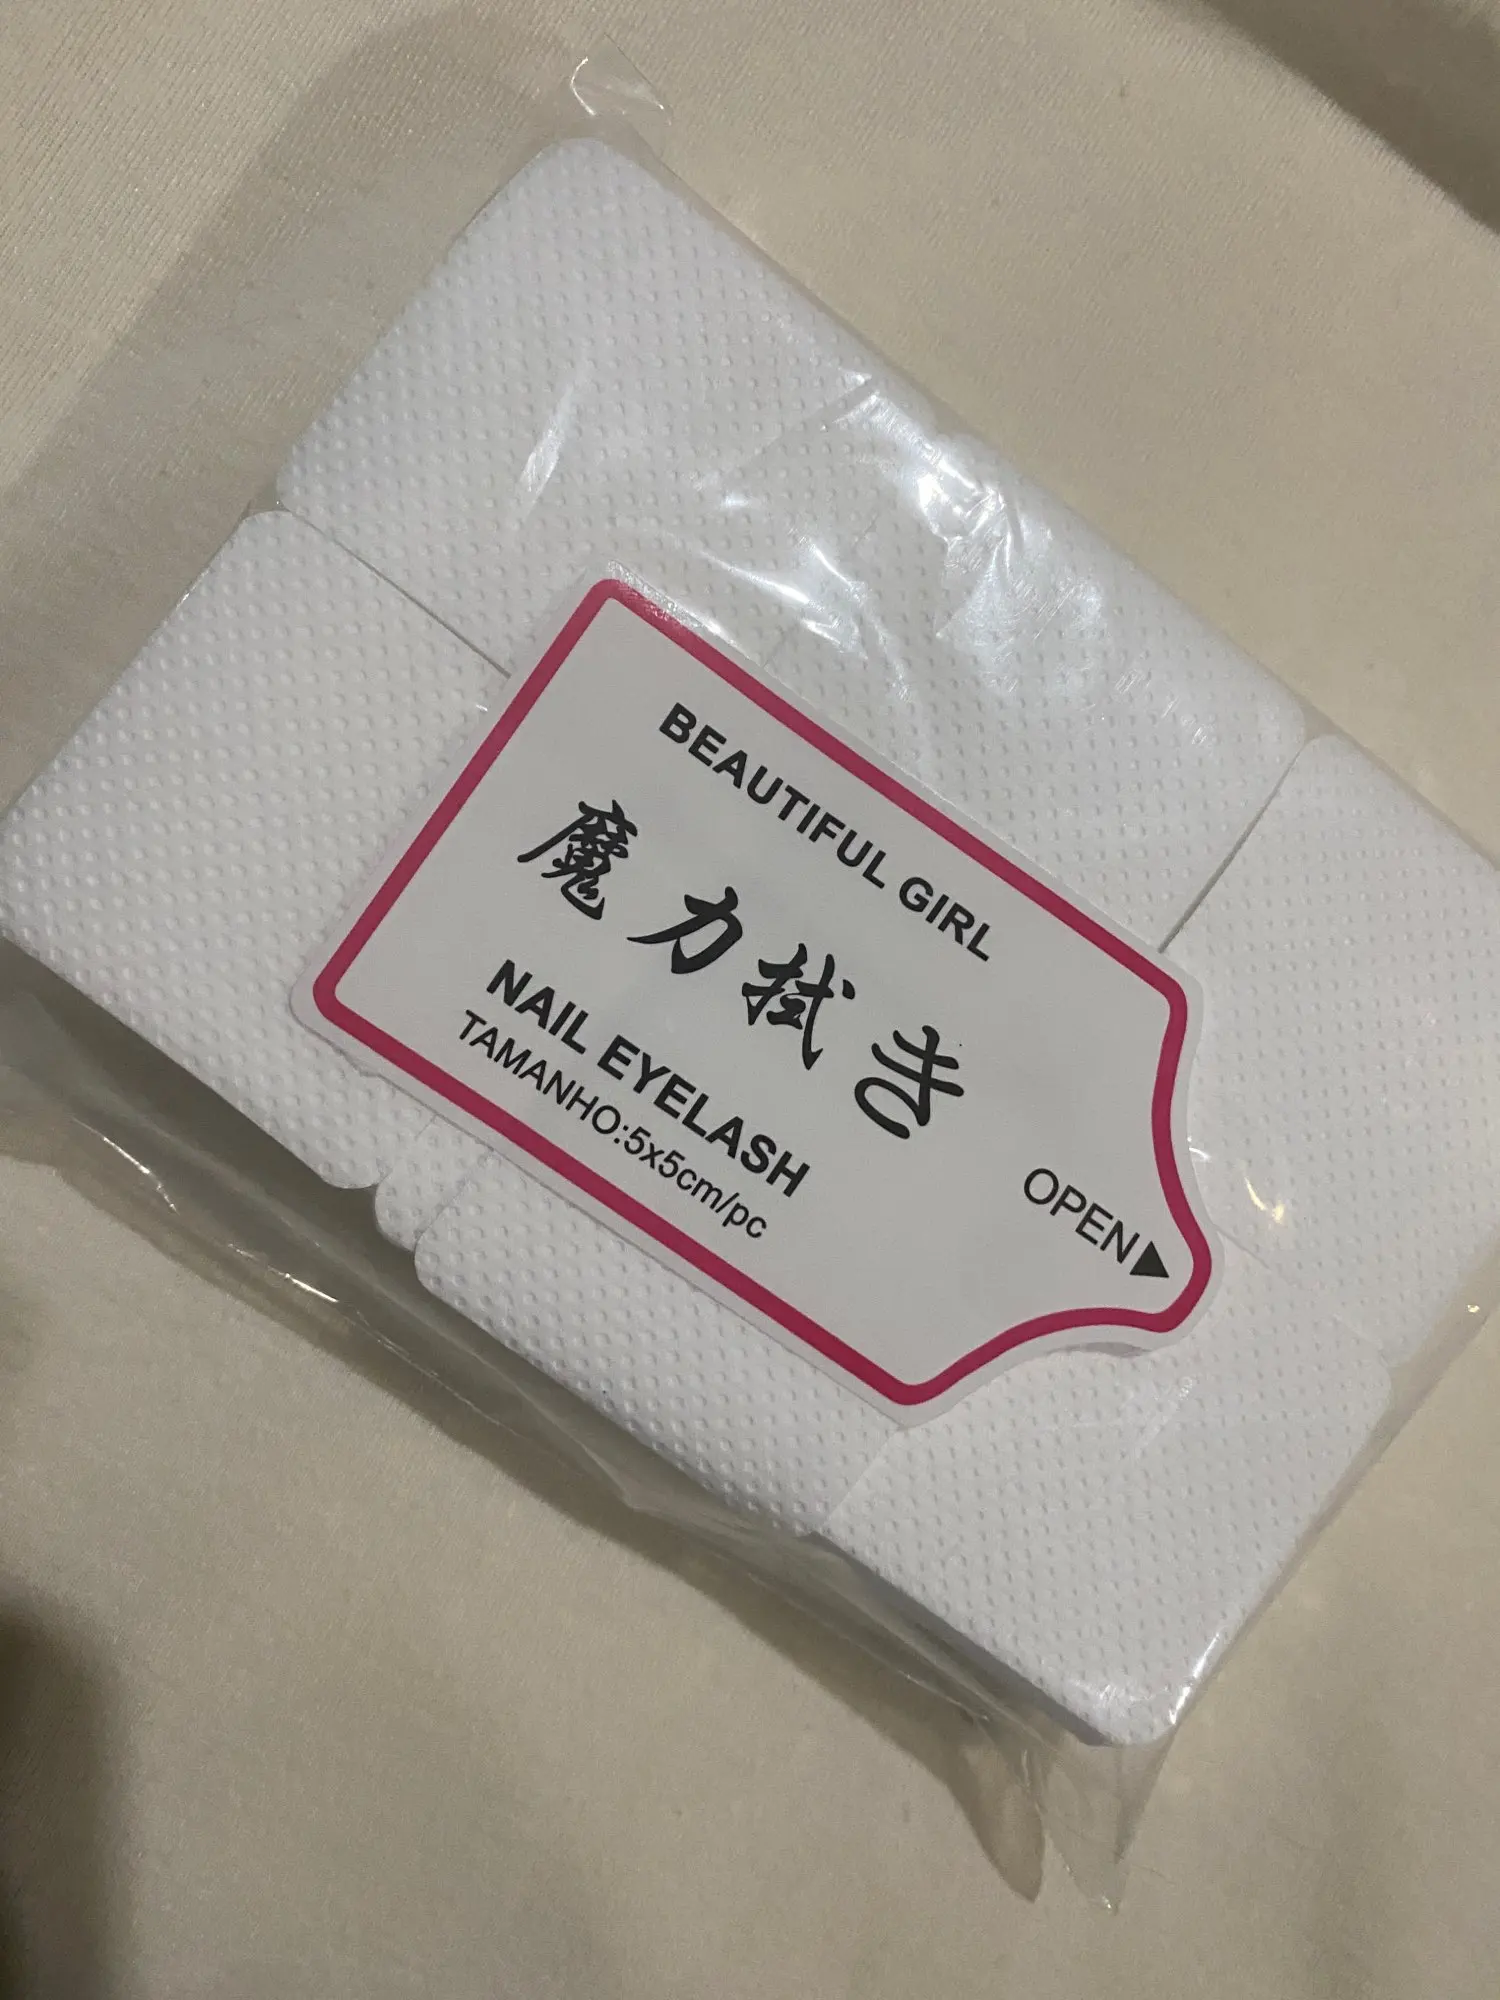 BEAUTIFUL GIRL
魔力拭き
NAIL EYELASH
TAMANHO:5x5cm/pc
OPEN▶